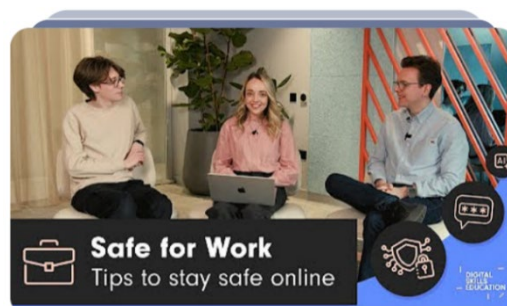 Safe for Work
Tips to stay safe online
AI
***
DIGITAL
SKILLS
EDUCATION